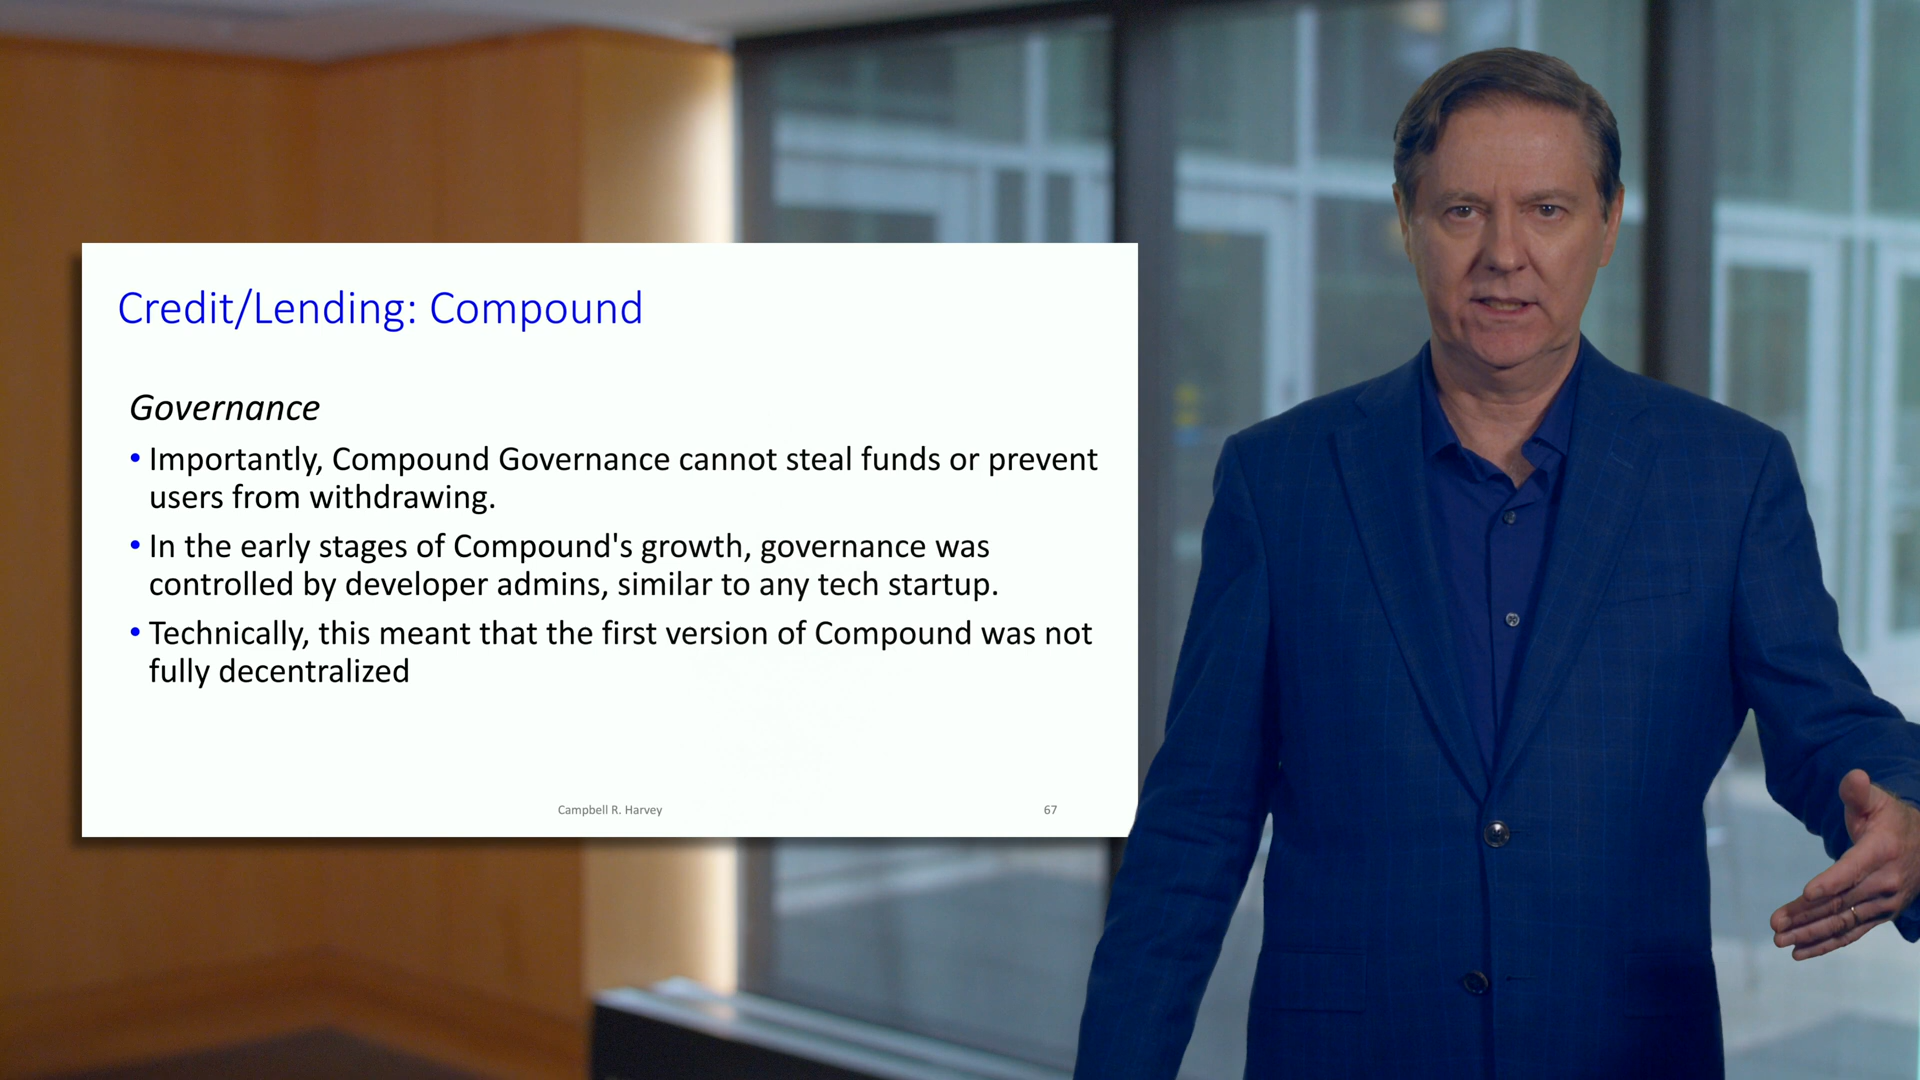 Credit/Lending: Compound
Governance
• Importantly, Compound Governance cannot steal funds or prevent
users from withdrawing.
• In the early stages of Compound's growth, governance was
controlled by developer admins, similar to any tech startup.
• Technically, this meant that the first version of Compound was not
fully decentralized
Campbell R. Harvey
67